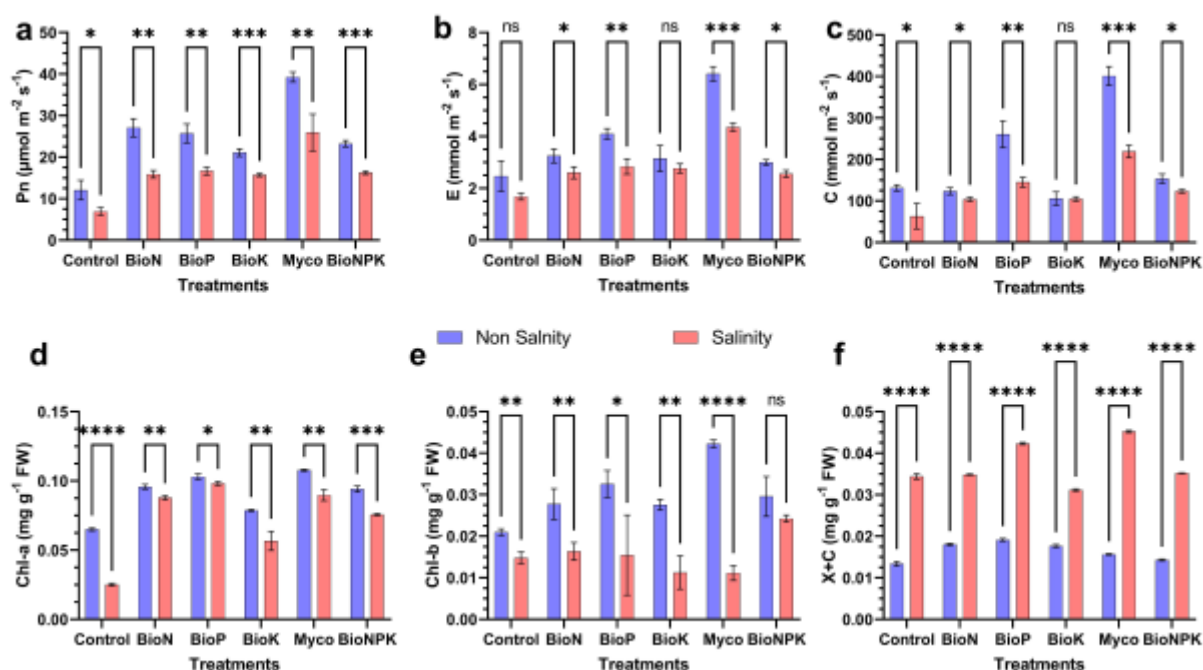 a
* ** ** *** ** ***
Pn (µmol m⁻² s⁻¹)
50
40
30
20
10
0
Control BioN BioP BioK Myco BioNPK
Treatments
b
ns * ** ns *** *
E (mmol m⁻² s⁻¹)
8
6
4
2
0
Control BioN BioP BioK Myco BioNPK
Treatments
c
* * ** ns *** *
C (mmol m⁻² s⁻¹)
500
400
300
200
100
0
Control BioN BioP BioK Myco BioNPK
Treatments
Non Salnity Salinity
d
**** ** * ** ** ***
Chl-a (mg g⁻¹ FW)
0.15
0.10
0.05
0.00
Control BioN BioP BioK Myco BioNPK
Treatments
e
** ** * ** **** ns
Chl-b (mg g⁻¹ FW)
0.05
0.04
0.03
0.02
0.01
0.00
Control BioN BioP BioK Myco BioNPK
Treatments
f
**** **** **** **** **** ****
X+C (mg g⁻¹ FW)
0.05
0.04
0.03
0.02
0.01
0.00
Control BioN BioP BioK Myco BioNPK
Treatments